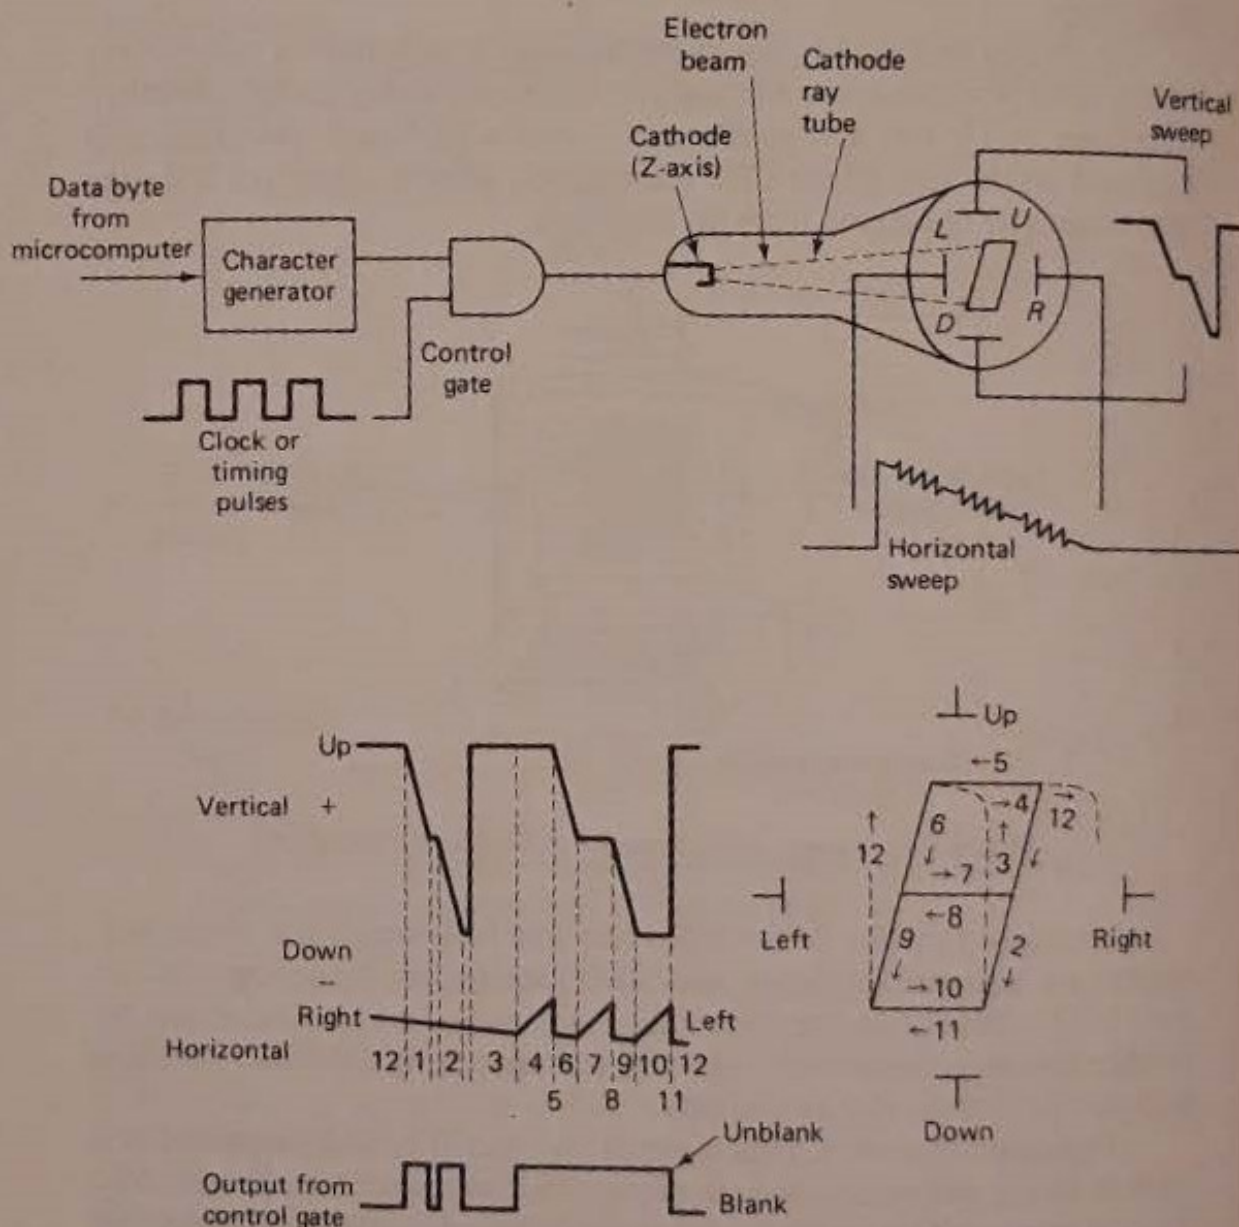 Electron
beam
Cathode
ray
tube
Vertical
sweep
Cathode
(Z-axis)
Data byte
from
microcomputer
Character
generator
L
U
D
R
Control
gate
Clock or
timing
pulses
Horizontal
sweep
Up
Vertical +
Down
-
Right
Left
Horizontal
12 1 2 3 4 6 7 9 10 12
5 8 11
Unblank
Output from
control gate
Blank
Up
←5
→4
→
12
6
↑
↑
12
3
↓
→7
↓
Left
←8
Right
9
2
↓
→10
↓
←11
Down